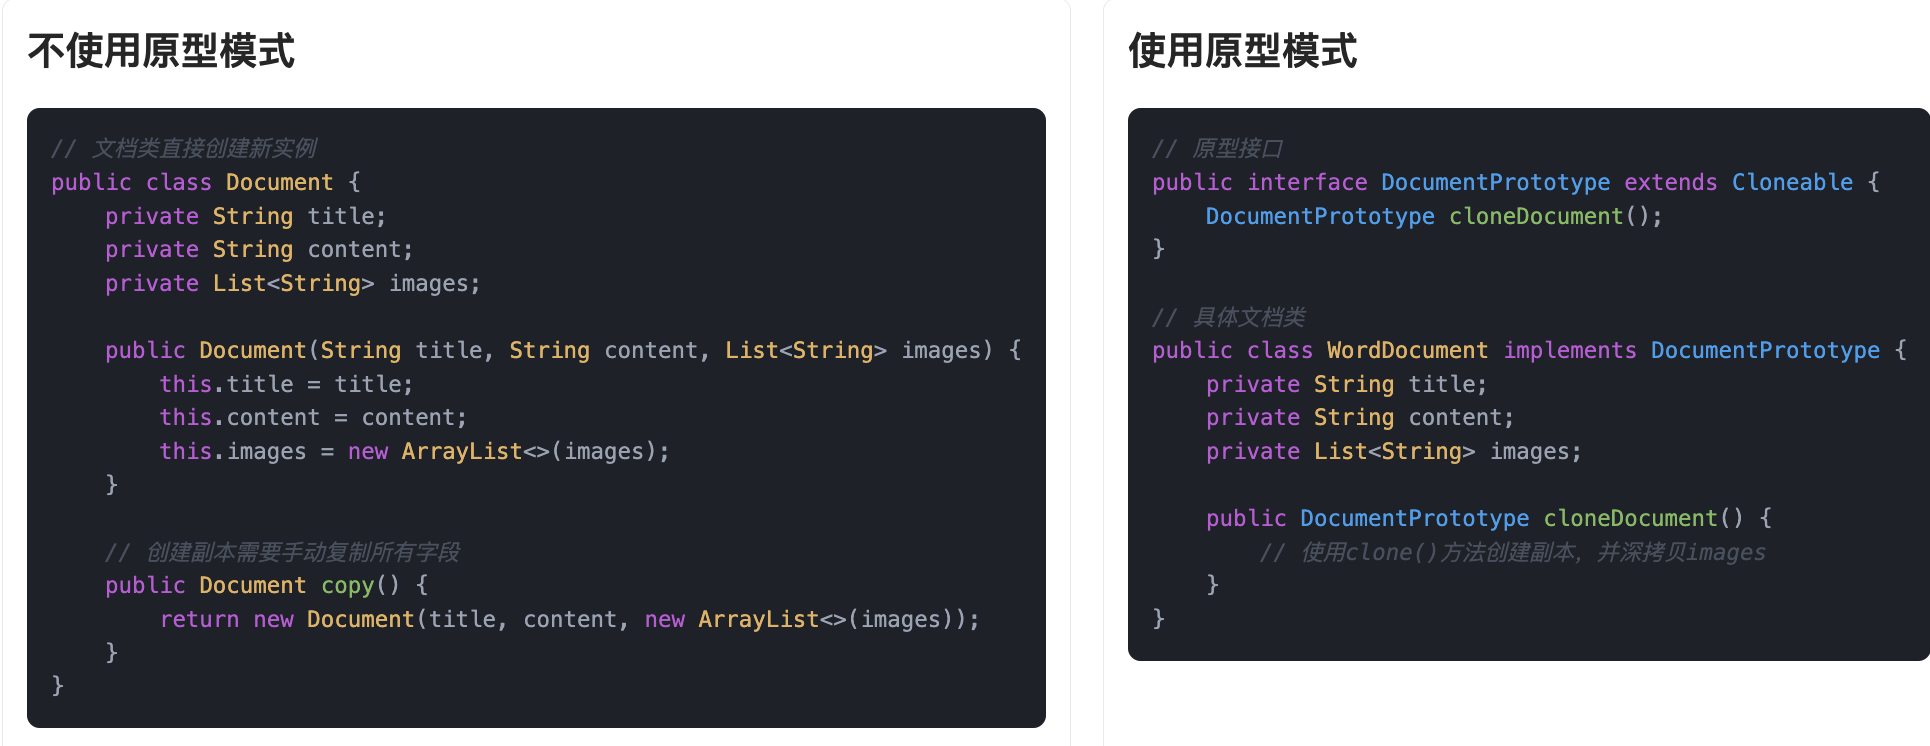 不使用原型模式
// 文档类直接创建新实例
public class Document {
    private String title;
    private String content;
    private List<String> images;
    public Document(String title, String content, List<String> images) {
        this.title = title;
        this.content = content;
        this.images = new ArrayList<>(images);
    }
    // 创建副本需要手动复制所有字段
    public Document copy() {
        return new Document(title, content, new ArrayList<>(images));
    }
}
使用原型模式
// 原型接口
public interface DocumentPrototype extends Cloneable {
    DocumentPrototype cloneDocument();
}
// 具体文档类
public class WordDocument implements DocumentPrototype {
    private String title;
    private String content;
    private List<String> images;
    public DocumentPrototype cloneDocument() {
        // 使用clone()方法创建副本，并深拷贝images
    }
}